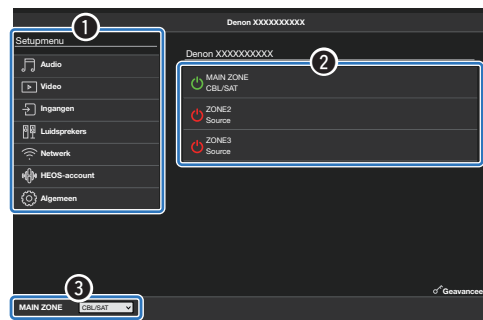 Denon XXXXXXXXXX
1
Setupmenu
Audio
Video
Ingangen
Luidsprekers
Netwerk
HEOS-account
Algemeen
Denon XXXXXXXXXX
2
MAIN ZONE
CBL/SAT
ZONE2
Source
ZONE3
Source
Geavancee
3
MAIN ZONE CBL/SAT